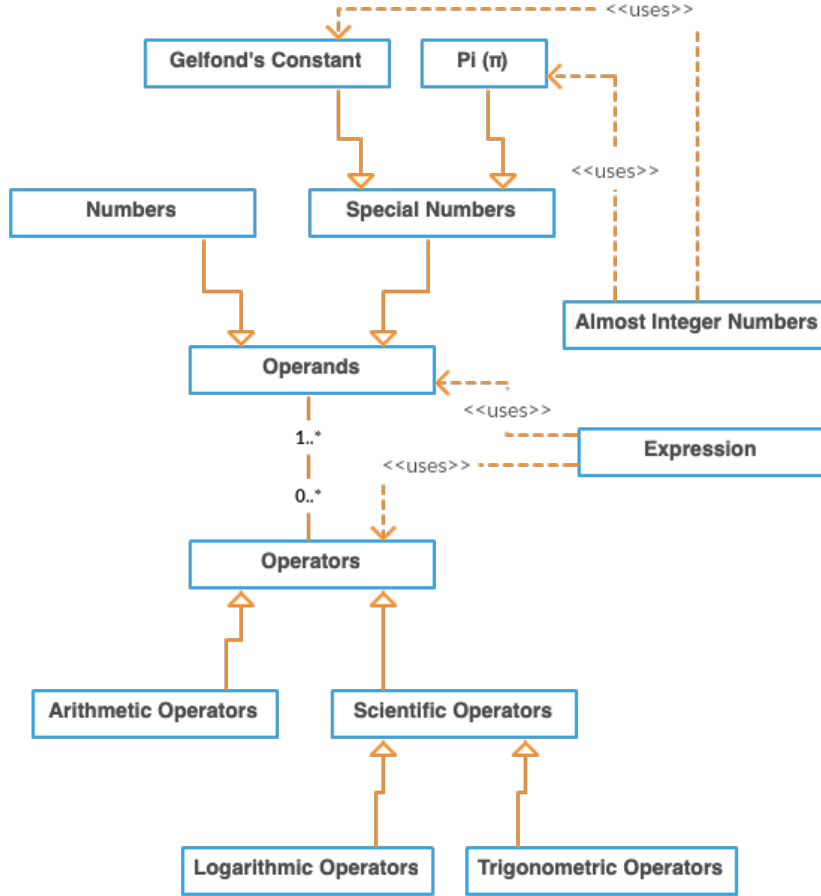 <<uses>>
Gelfond's Constant
Pi (π)
<<uses>>
Numbers
Special Numbers
Almost Integer Numbers
Operands
<<uses>>
1..*
Expression
<<uses>>
0..*
Operators
Arithmetic Operators
Scientific Operators
Logarithmic Operators
Trigonometric Operators